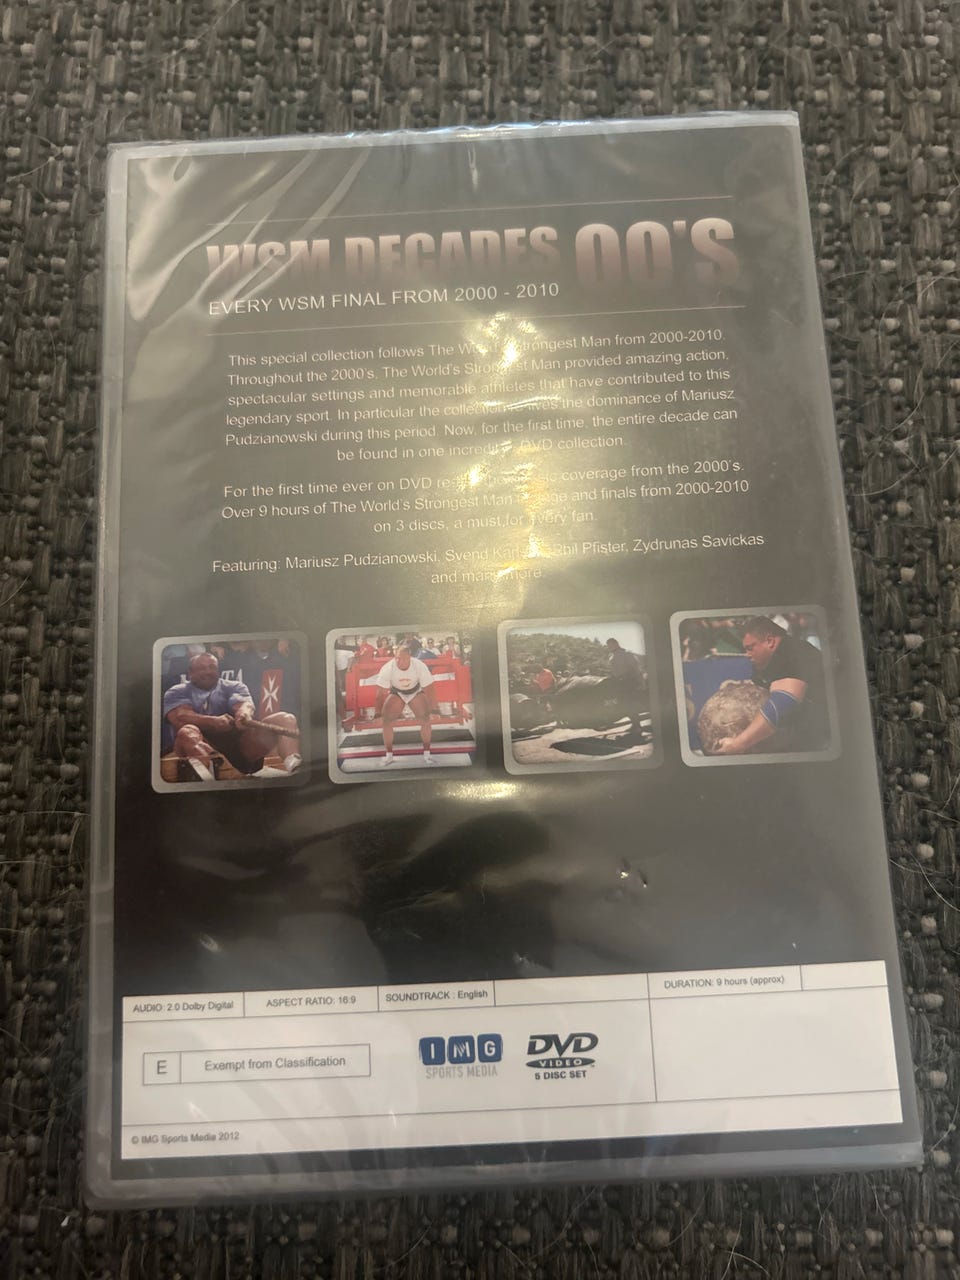 WSM DECADES 00'S
EVERY WSM FINAL FROM 2000 - 2010
This special collection follows The World's Strongest Man from 2000-2010.
Throughout the 2000's, The World's Strongest Man provided amazing action,
spectacular settings and memorable athletes that have contributed to this
legendary sport. In particular the collection the dominance of Mariusz
Pudzianowski during this period. Now, for the first time, the entire decade can
be found in one incredible DVD collection.
For the first time ever on DVD coverage from the 2000's.
Over 9 hours of The World's Strongest Man and finals from 2000-2010
on 3 discs, a must for every fan.
Featuring: Mariusz Pudzianowski, Svend Karlsen, Phil Pfister, Zydrunas Savickas
and many more.
AUDIO: 2.0 Dolby Digital
ASPECT RATIO: 16:9
SOUNDTRACK : English
DURATION: 9 hours (approx)
E Exempt from Classification
IMG
SPORTS MEDIA
DVD
VIDEO™
5 DISC SET
© IMG Sports Media 2012